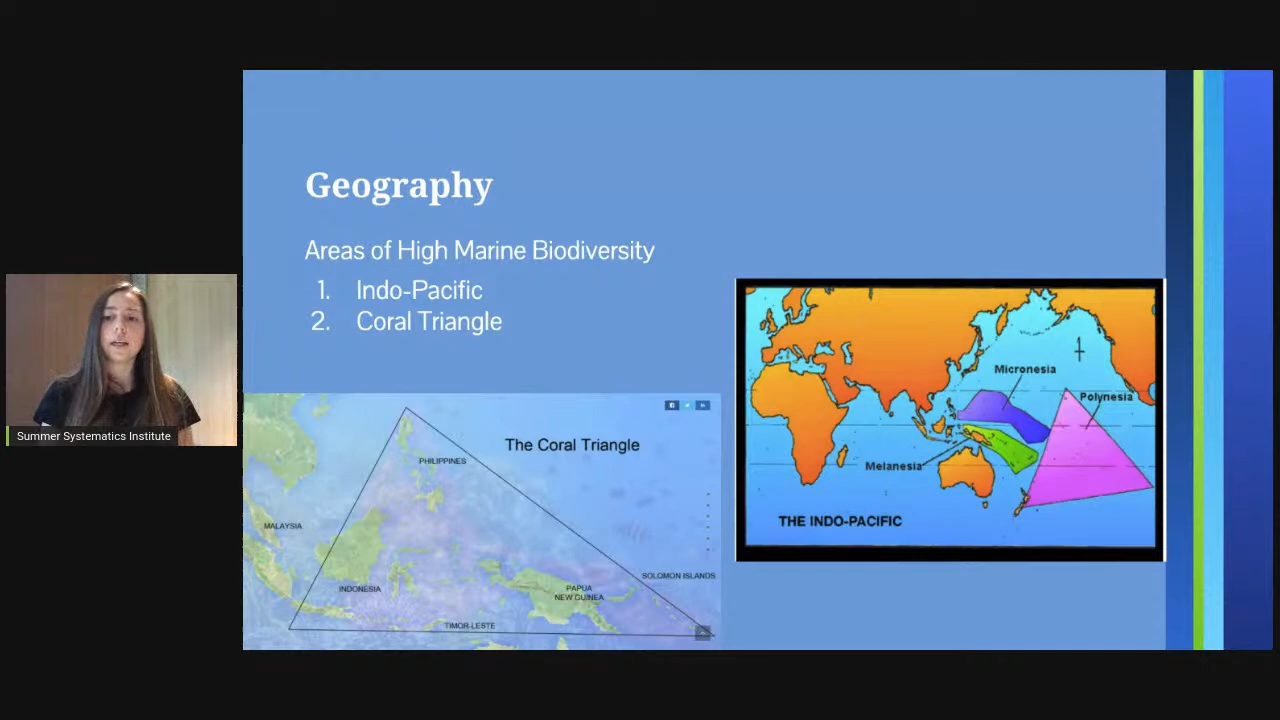 Geography
Areas of High Marine Biodiversity
1. Indo-Pacific
2. Coral Triangle
Summer Systematics Institute
The Coral Triangle
PHILIPPINES
MALAYSIA
INDONESIA
PAPUA
NEW GUINEA
SOLOMON ISLANDS
TIMOR-LESTE
Micronesia
Polynesia
Melanesia
THE INDO-PACIFIC